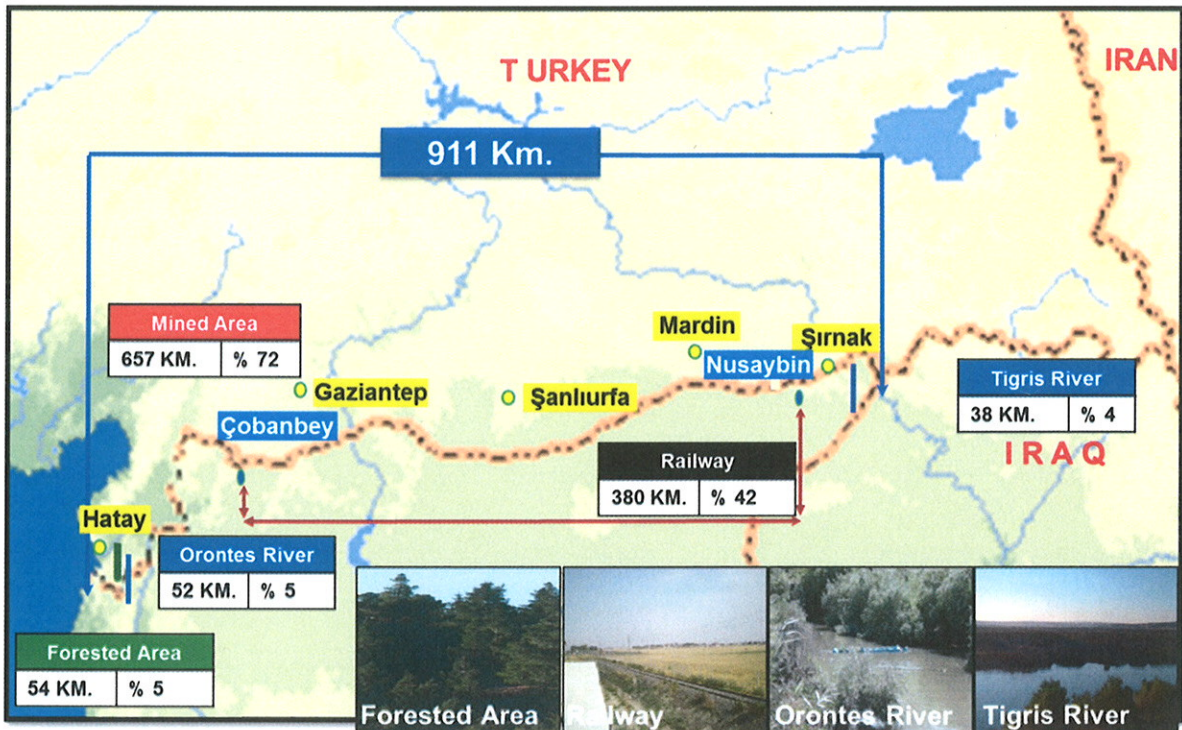 T URKEY
IRAN
911 Km.
Mined Area
657 KM. % 72
Mardin
Şırnak
Nusaybin
Gaziantep
Şanlıurfa
Tigris River
38 KM. % 4
Çobanbey
I R A Q
Railway
380 KM. % 42
Hatay
Orontes River
52 KM. % 5
Forested Area
54 KM. % 5
Forested Area
Railway
Orontes River
Tigris River